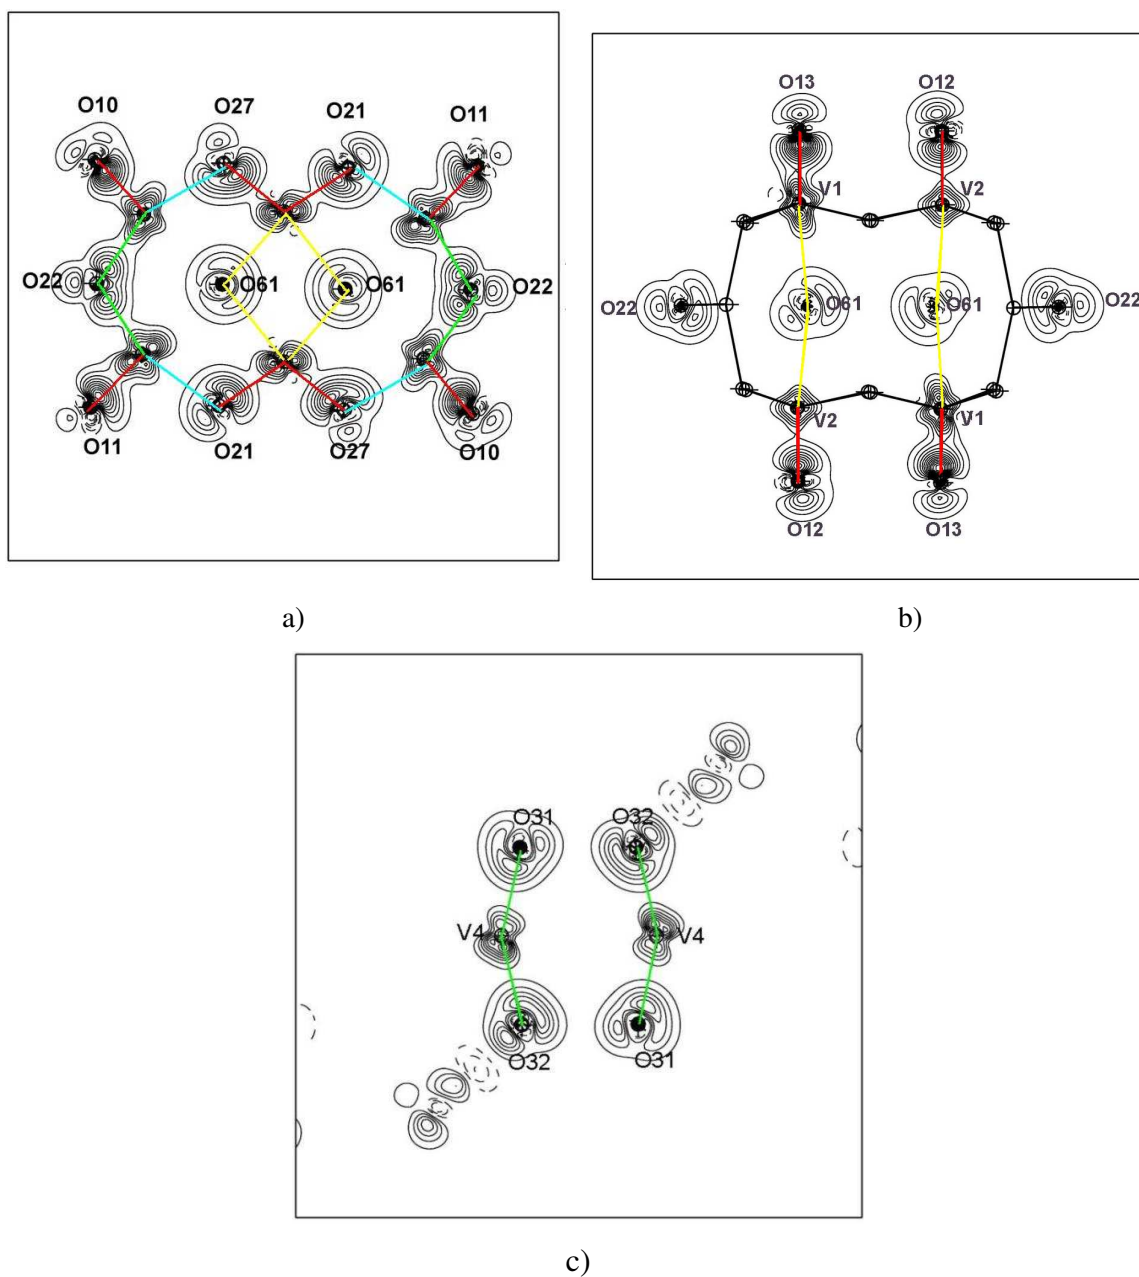 O10 O27 O21 O11
O22 O61 O61 O22
O11 O21 O27 O10
a)
O13 O12
V1 V2
O22 O61 O61 O22
V2 V1
O12 O13
b)
O31 O32
V4 V4
O32 O31
c)